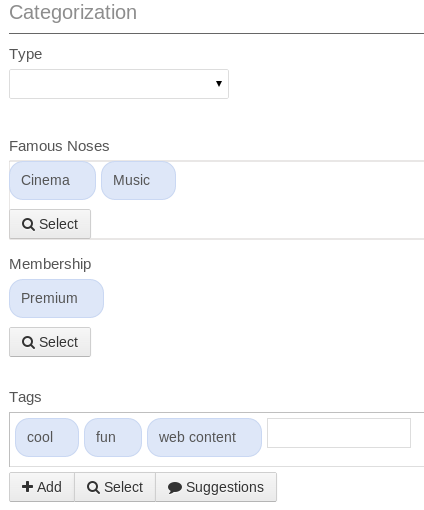 Categorization
Type
Famous Noses
Cinema Music
Select
Membership
Premium
Select
Tags
cool fun web content
Add Select Suggestions